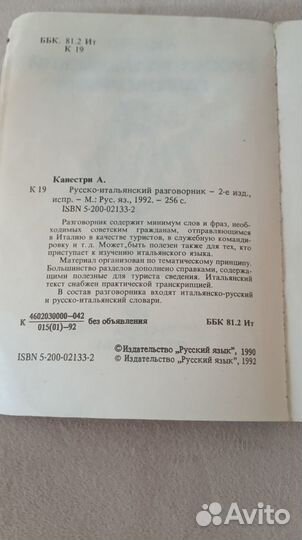 ББК. 81.2 Ит
К 19
Канестри А.
К 19 Русско-итальянский разговорник – 2-е изд.,
испр. – М.: Рус. яз., 1992. – 256 с.
ISBN 5-200-02133-2
Разговорник содержит минимум слов и фраз, необ-
ходимых советским гражданам, отправляющимся
в Италию в качестве туристов, в служебную команди-
ровку и т.д. Может быть полезен также для тех, кто
приступает к изучению итальянского языка.
Материал организован по тематическому принципу.
Большинство разделов дополнено справками, содержа-
щими полезные для туриста сведения. Итальянский
текст снабжен практической транскрипцией.
В состав разговорника входят итальянско-русский
и русско-итальянский словари.
К 4602030000—042 без объявления ББК 81.2 Ит
015(01)—92
ISBN 5-200-02133-2
©Издательство „Русский язык", 1990
©Издательство „Русский язык", 1992
Avito